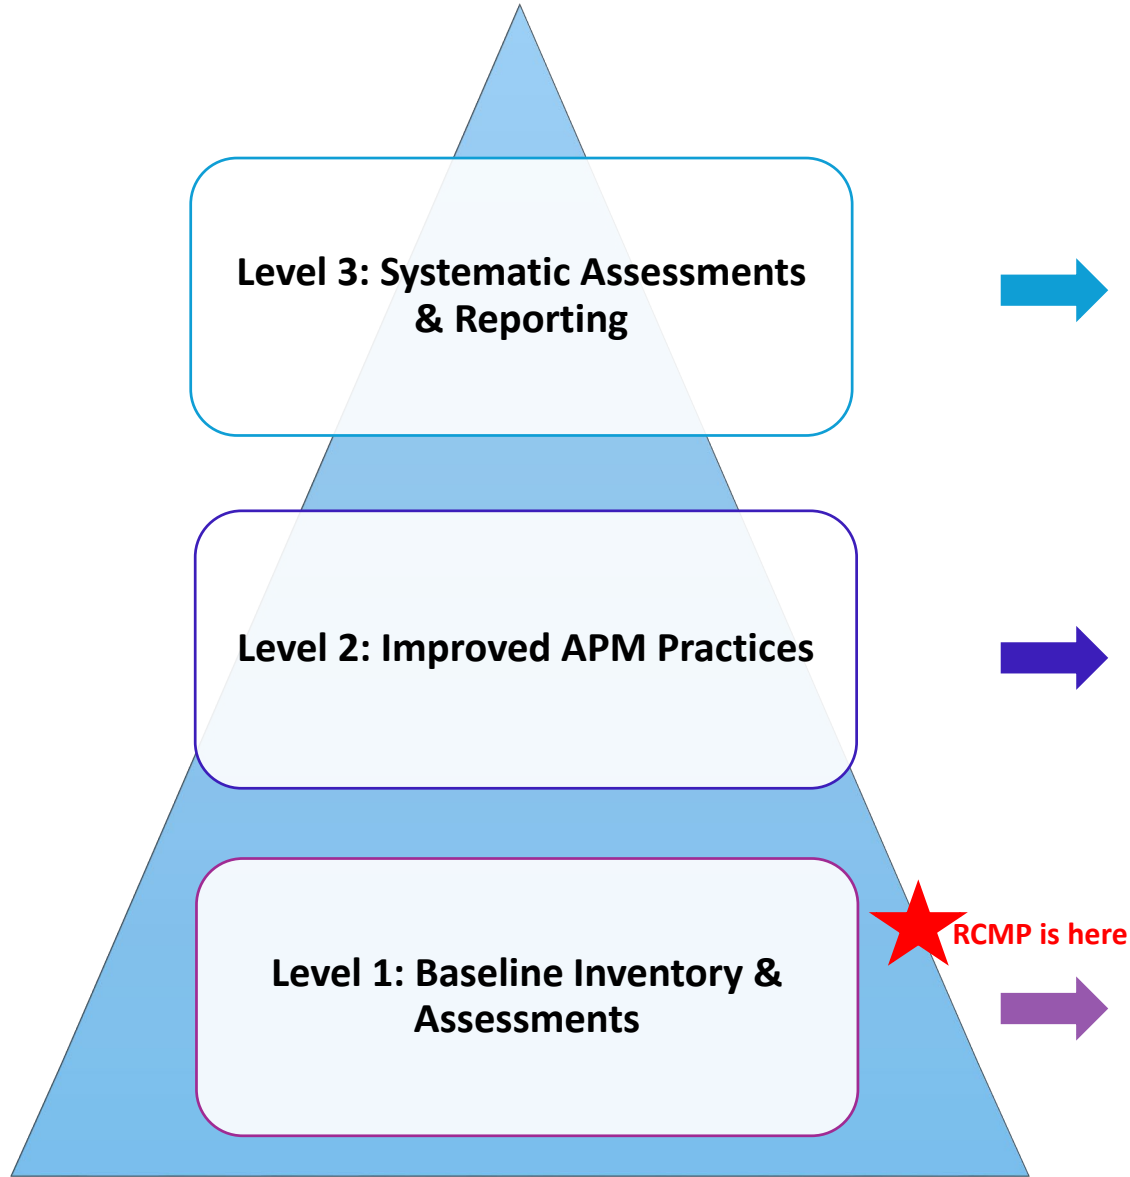 Level 3: Systematic Assessments
& Reporting
Level 2: Improved APM Practices
RCMP is here
Level 1: Baseline Inventory &
Assessments